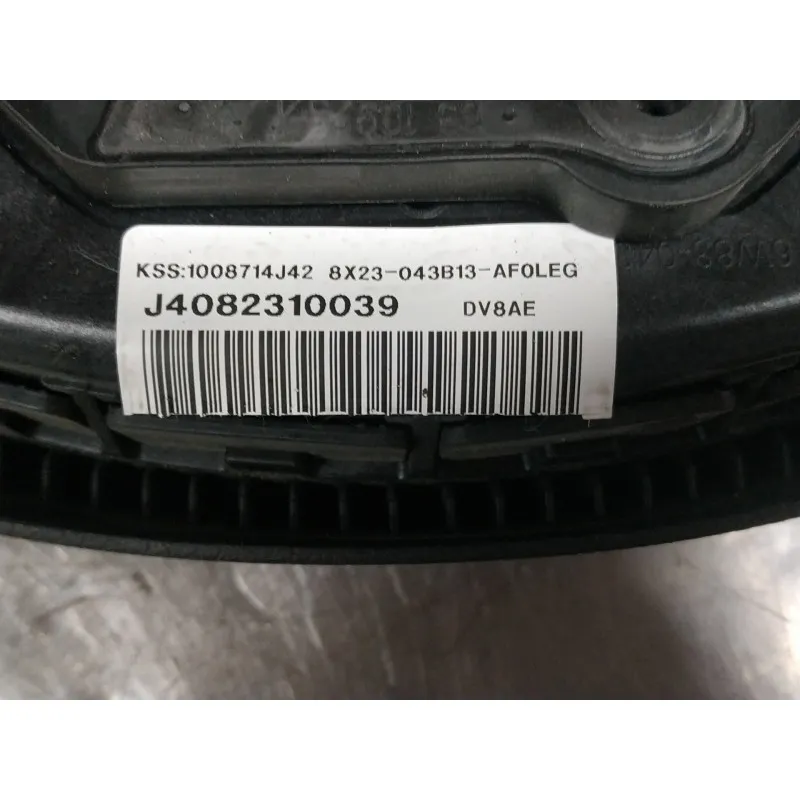 KSS:1008714J42 8X23-043B13-AF0LEG
J4082310039 DV8AE